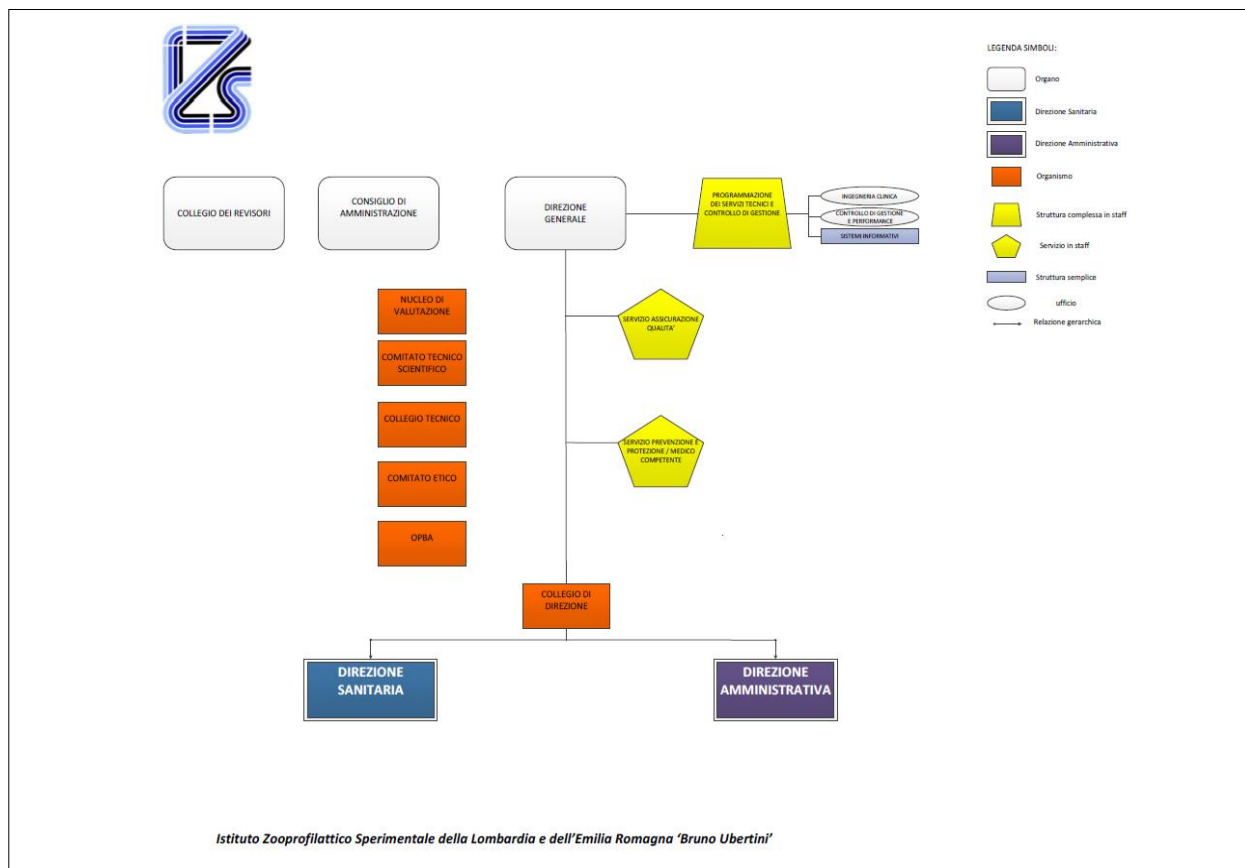 LEGENDA SIMBOLI:
Organo
Direzione Sanitaria
Direzione Amministrativa
Organismo
Struttura complessa in staff
Servizio in staff
Struttura semplice
ufficio
Relazione gerarchica
COLLEGIO DEI REVISORI
CONSIGLIO DI
AMMINISTRAZIONE
DIREZIONE
GENERALE
PROGRAMMAZIONE
DEI SERVIZI TECNICI E
CONTROLLO DI GESTIONE
INGEGNERIA CLINICA
CONTROLLO DI GESTIONE
E PERFORMANCE
SISTEMI INFORMATIVI
NUCLEO DI
VALUTAZIONE
SERVIZIO ASSICURAZIONE
QUALITA'
COMITATO TECNICO
SCIENTIFICO
COLLEGIO TECNICO
SERVIZIO PREVENZIONE E
PROTEZIONE / MEDICO
COMPETENTE
COMITATO ETICO
OPBA
COLLEGIO DI
DIREZIONE
DIREZIONE
SANITARIA
DIREZIONE
AMMINISTRATIVA
Istituto Zooprofilattico Sperimentale della Lombardia e dell'Emilia Romagna 'Bruno Ubertini'